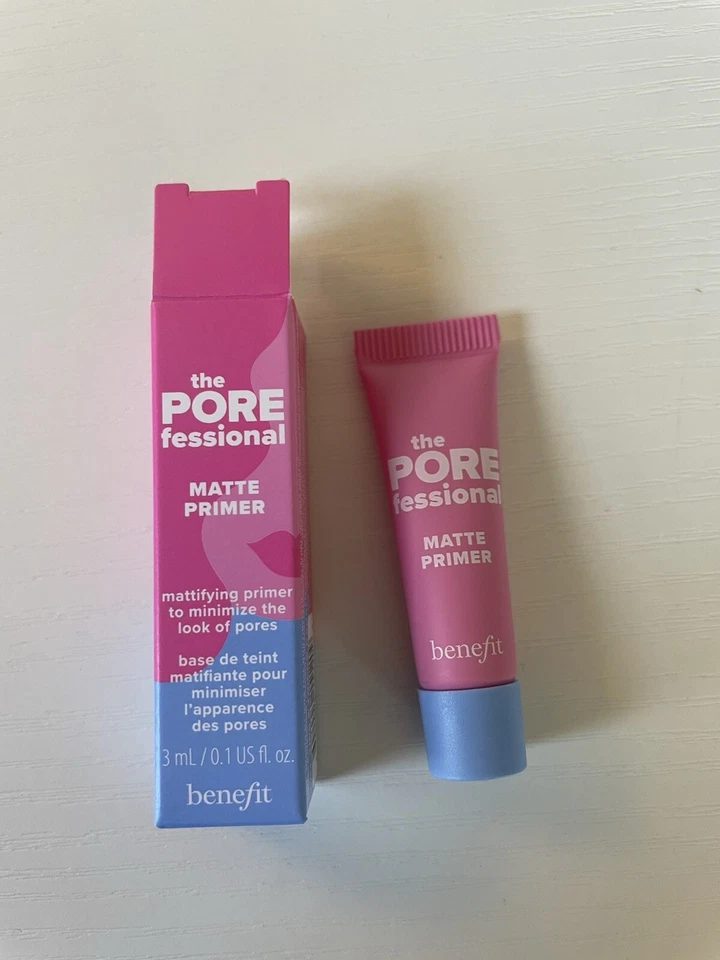 the
PORE
fessional
MATTE
PRIMER
mattifying primer
to minimize the
look of pores
base de teint
matifiante pour
minimiser
l'apparence
des pores
3 mL / 0.1 US fl. oz.
benefit
the
PORE
fessional
MATTE
PRIMER
benefit